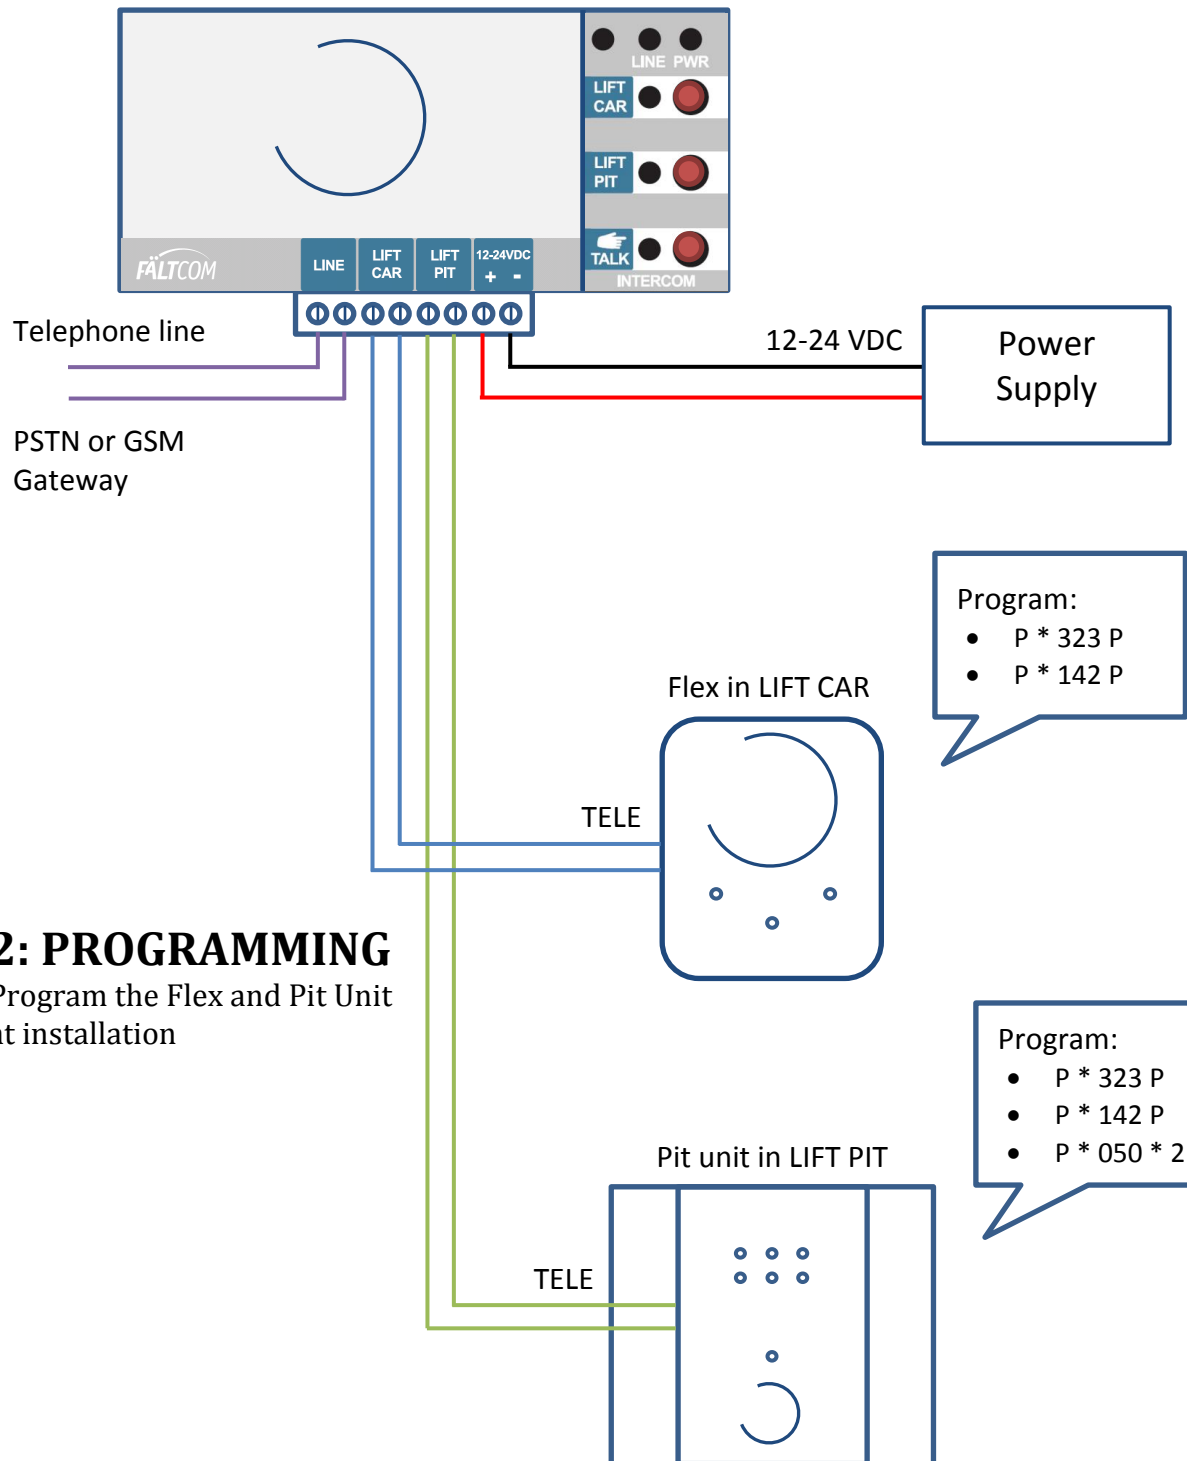 LINE PWR
LIFT
CAR
LIFT
PIT
TALK
INTERCOM
FÄLTCOM
LINE
LIFT
CAR
LIFT
PIT
12-24VDC
+ -
Telephone line
12-24 VDC
Power
Supply
PSTN or GSM
Gateway
Program:
• P * 323 P
• P * 142 P
Flex in LIFT CAR
TELE
2: PROGRAMMING
Program the Flex and Pit Unit
at installation
Program:
• P * 323 P
• P * 142 P
• P * 050 * 2
Pit unit in LIFT PIT
TELE